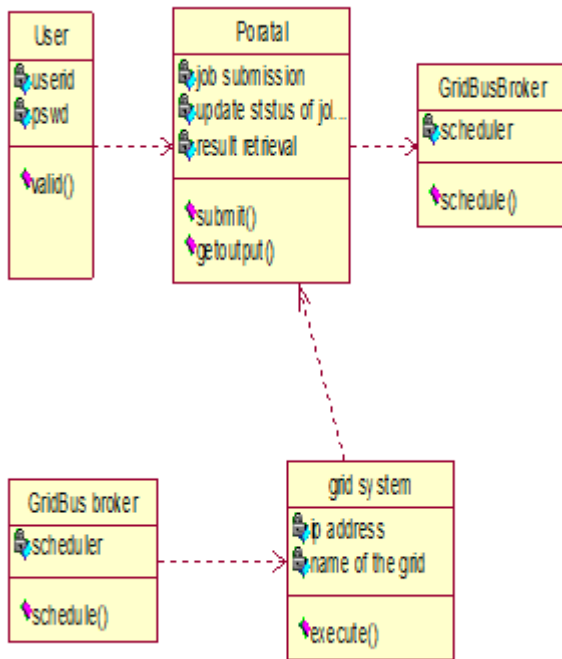 User
userid
pswd
valid()
Poratal
job submission
update ststus of jol....
result retrieval
submit()
getoutput()
GridBusBroker
scheduler
schedule()
GridBus broker
scheduler
schedule()
grid system
ip address
name of the grid
execute()